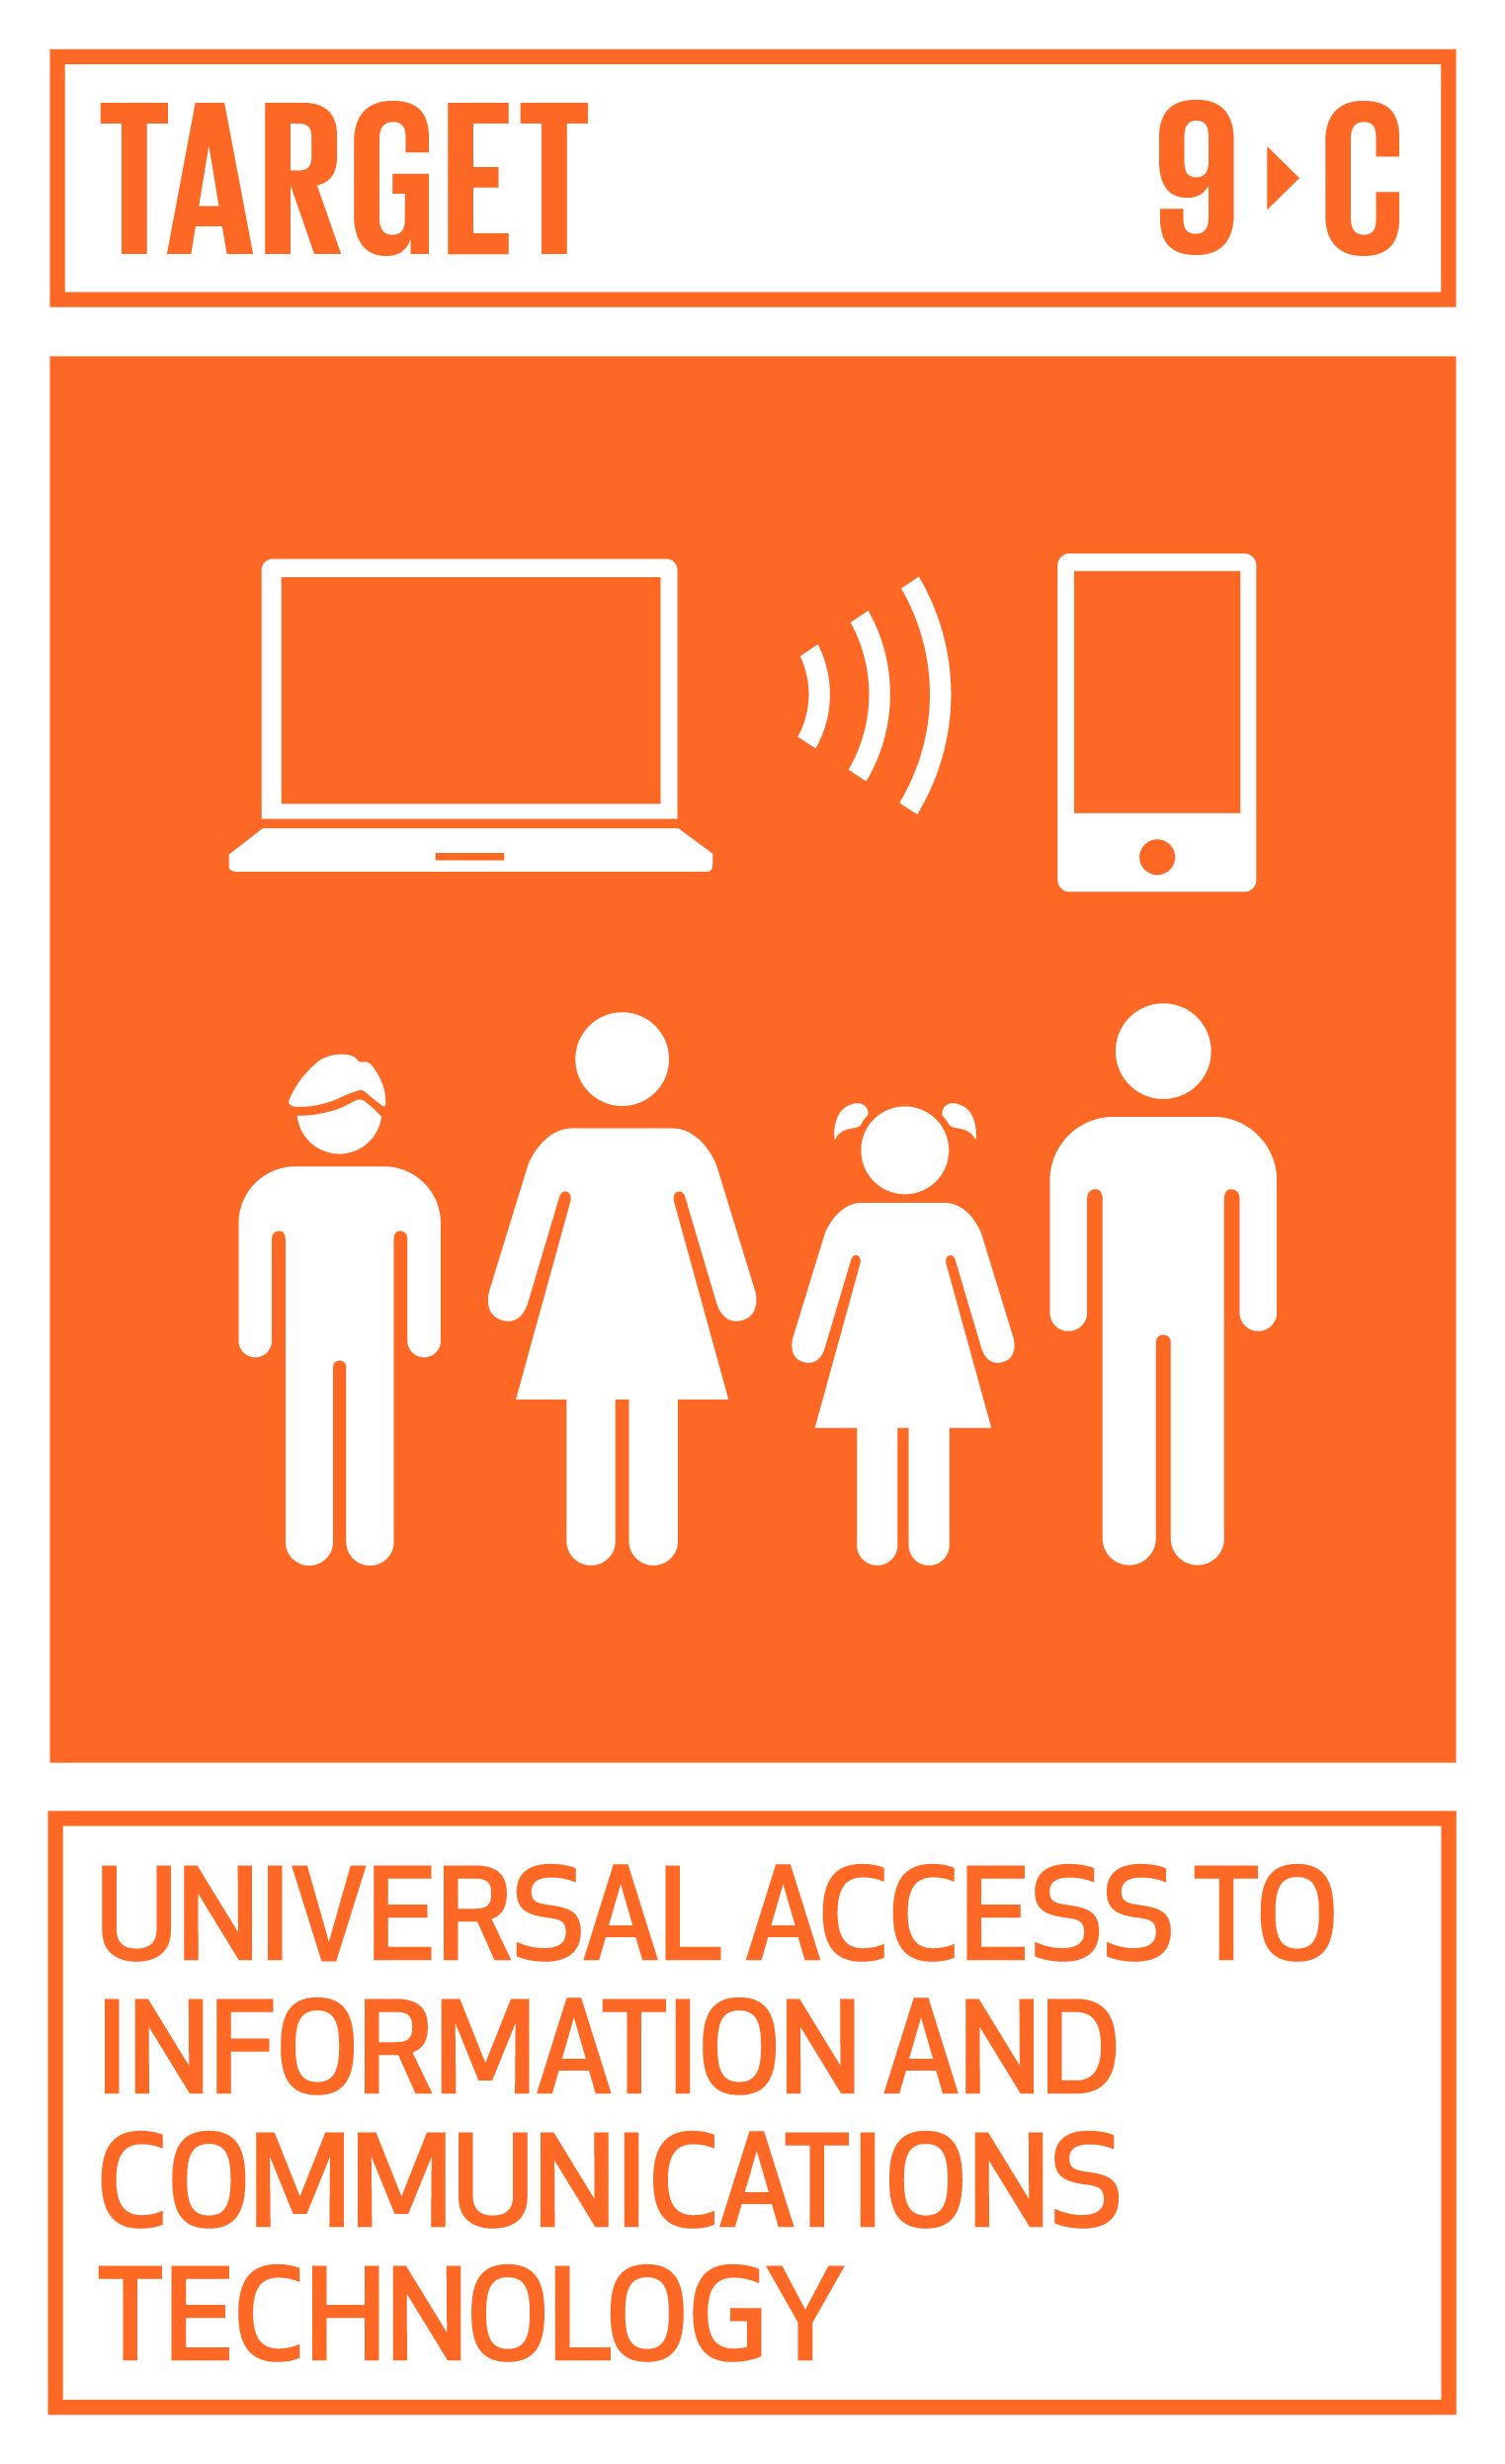 TARGET 9▸C
UNIVERSAL ACCESS TO
INFORMATION AND
COMMUNICATIONS
TECHNOLOGY